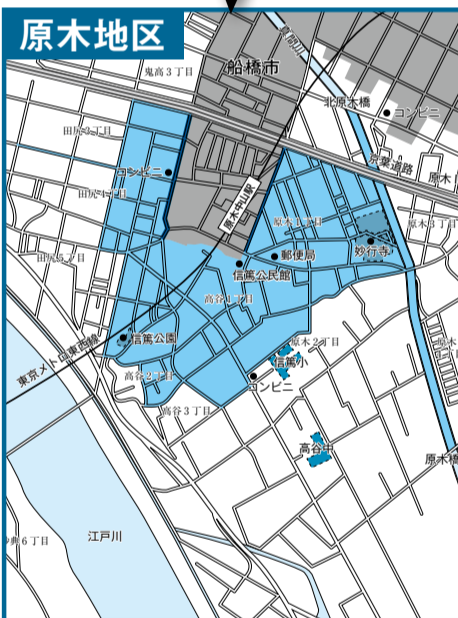 原木地区
鬼高3丁目
船橋市
真間川
北原木橋
コンビニ
田尻3丁目
京葉道路
原木
コンビニ
田尻4丁目
原木中山駅
原木1丁目
原木3丁目
郵便局
妙行寺
田尻5丁目
信篤公民館
高谷1丁目
信篤公園
原木2丁目
東京メトロ東西線
信篤小
高谷2丁目
コンビニ
高谷3丁目
高谷中
原木橋
江戸川
妙典6丁目